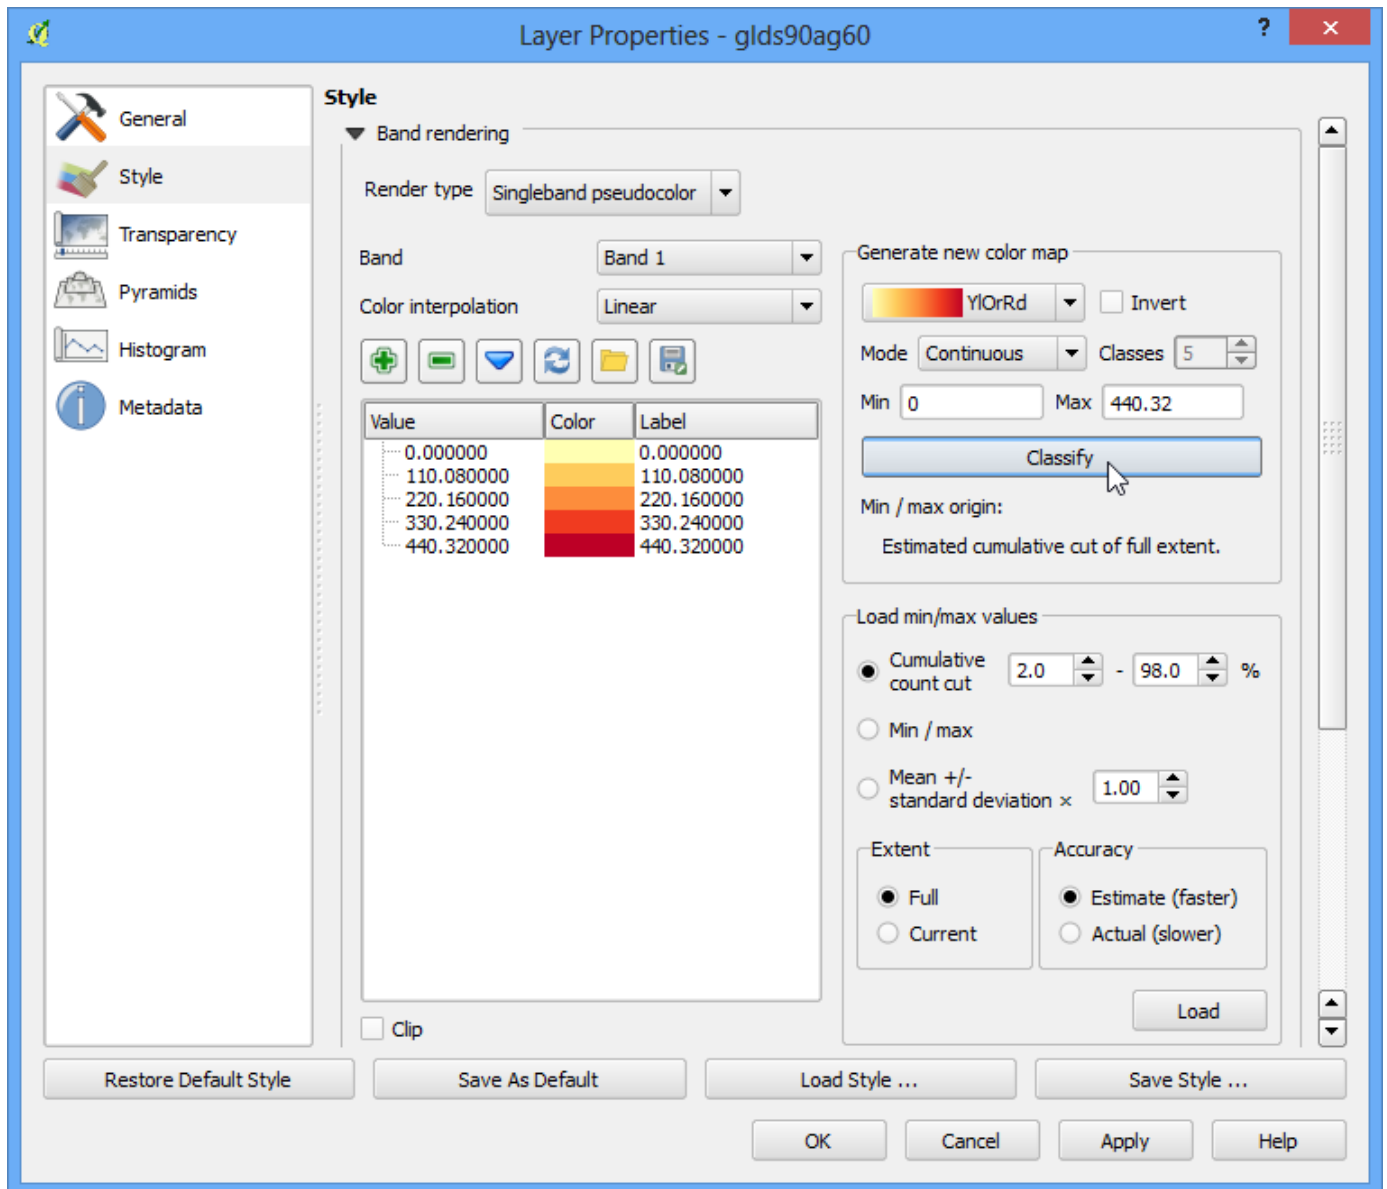 Layer Properties - glds90ag60
?
General
Style
Transparency
Pyramids
Histogram
Metadata
Style
Band rendering
Render type Singleband pseudocolor
Band Band 1
Color interpolation Linear
Value Color Label
0.000000 0.000000
110.080000 110.080000
220.160000 220.160000
330.240000 330.240000
440.320000 440.320000
Clip
Generate new color map
YlOrRd Invert
Mode Continuous Classes 5
Min 0 Max 440.32
Classify
Min / max origin:
Estimated cumulative cut of full extent.
Load min/max values
Cumulative
count cut 2.0 - 98.0 %
Min / max
Mean +/-
standard deviation × 1.00
Extent
Full
Current
Accuracy
Estimate (faster)
Actual (slower)
Load
Restore Default Style Save As Default Load Style ... Save Style ...
OK Cancel Apply Help